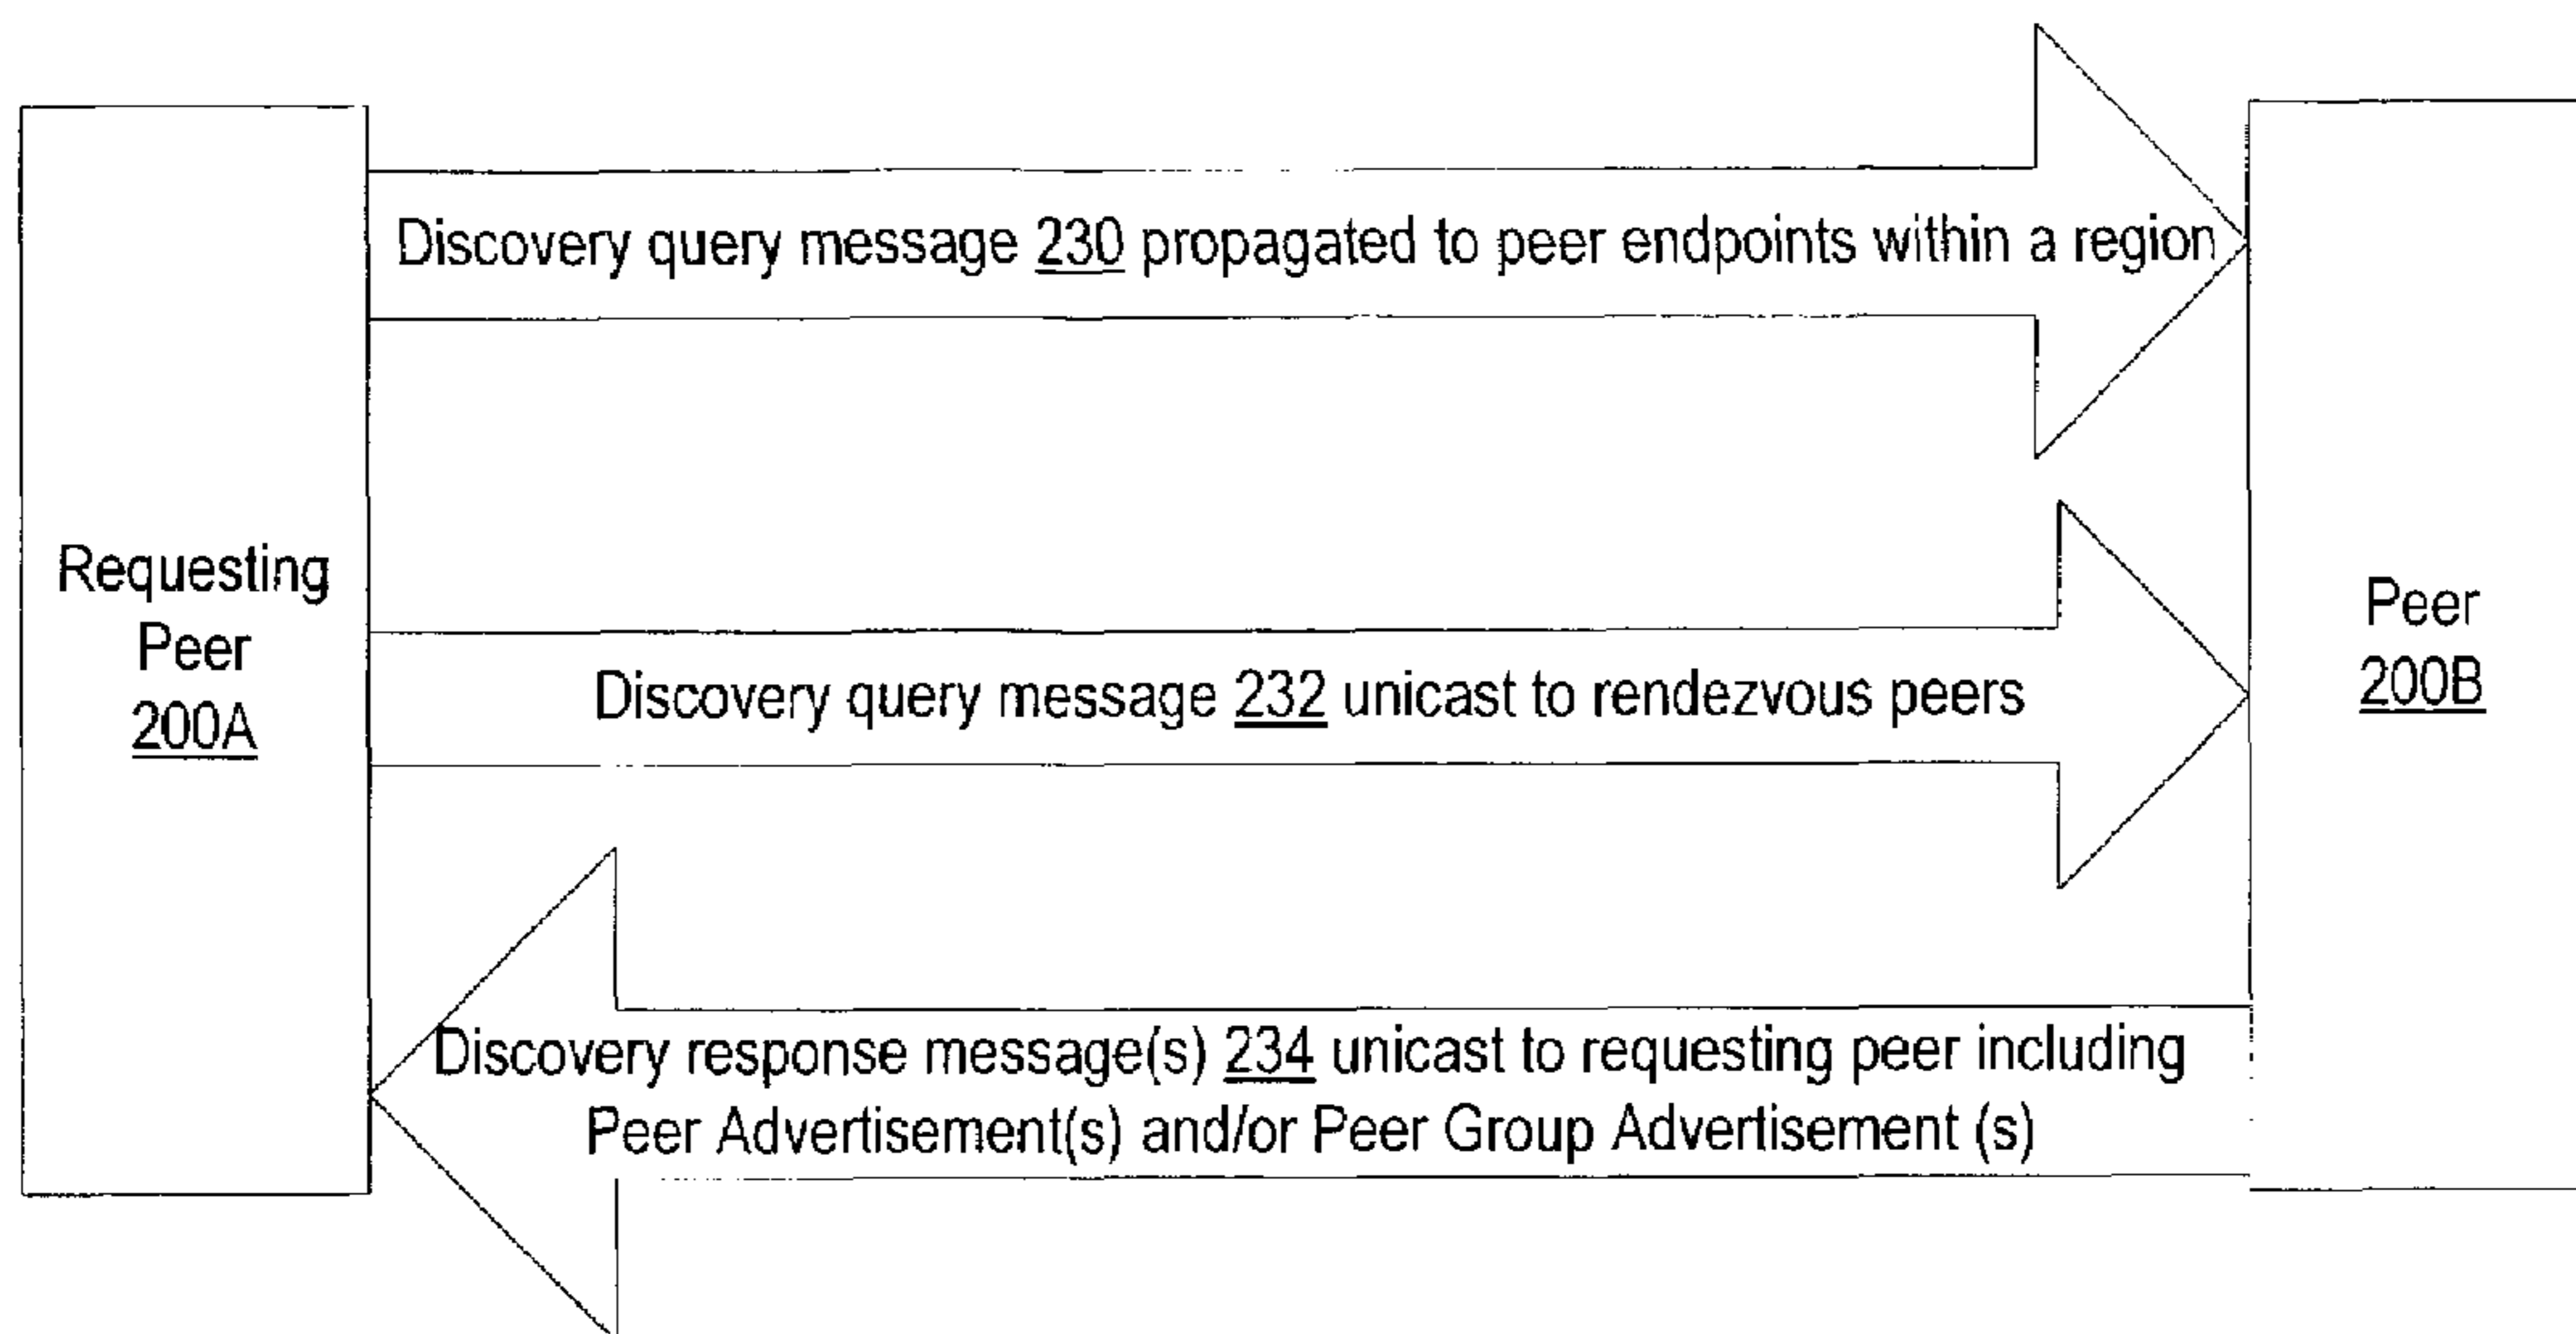 Discovery query message 230 propagated to peer endpoints within a region
Requesting
Peer
200A
Peer
200B
Discovery query message 232 unicast to rendezvous peers
Discovery response message(s) 234 unicast to requesting peer including
Peer Advertisement(s) and/or Peer Group Advertisement (s)